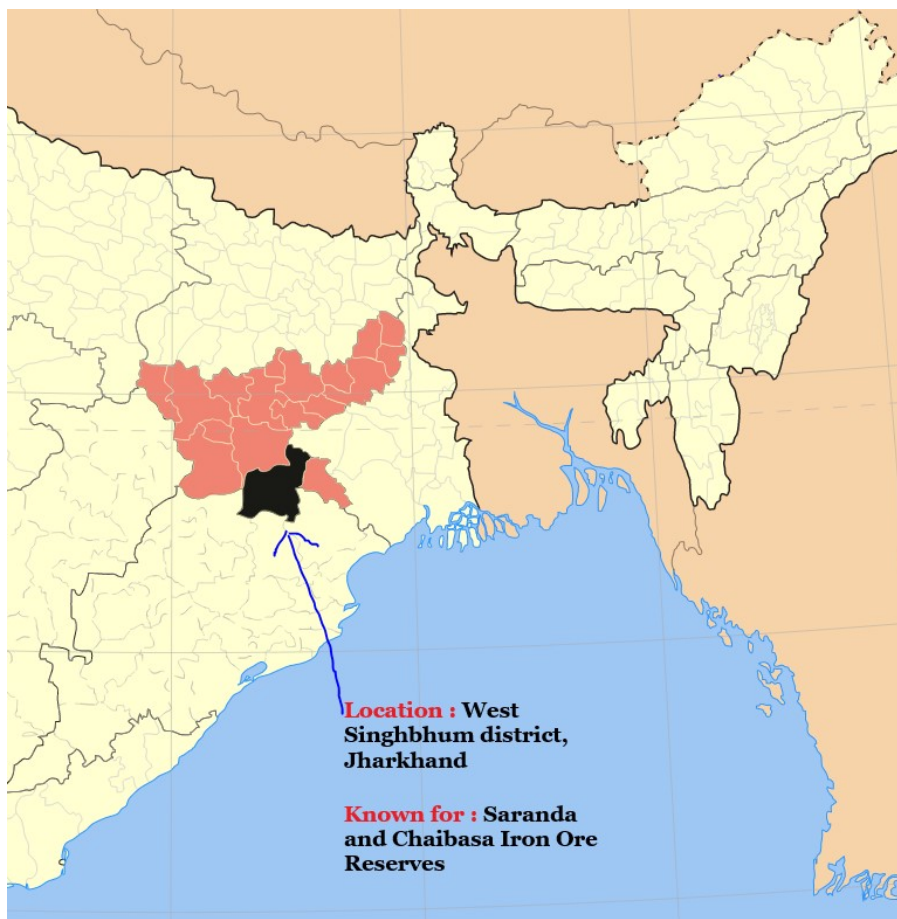 Location : West
Singhbhum district,
Jharkhand
Known for : Saranda
and Chaibasa Iron Ore
Reserves